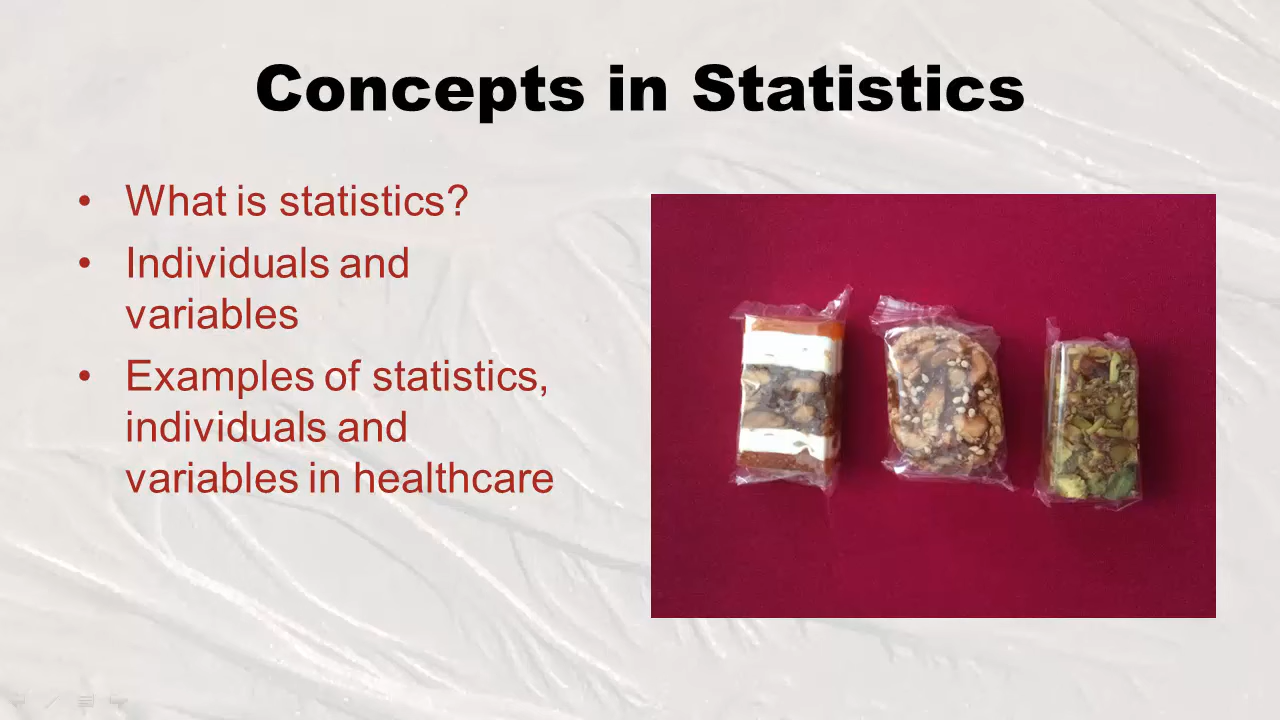 Concepts in Statistics
• What is statistics?
• Individuals and
variables
• Examples of statistics,
individuals and
variables in healthcare